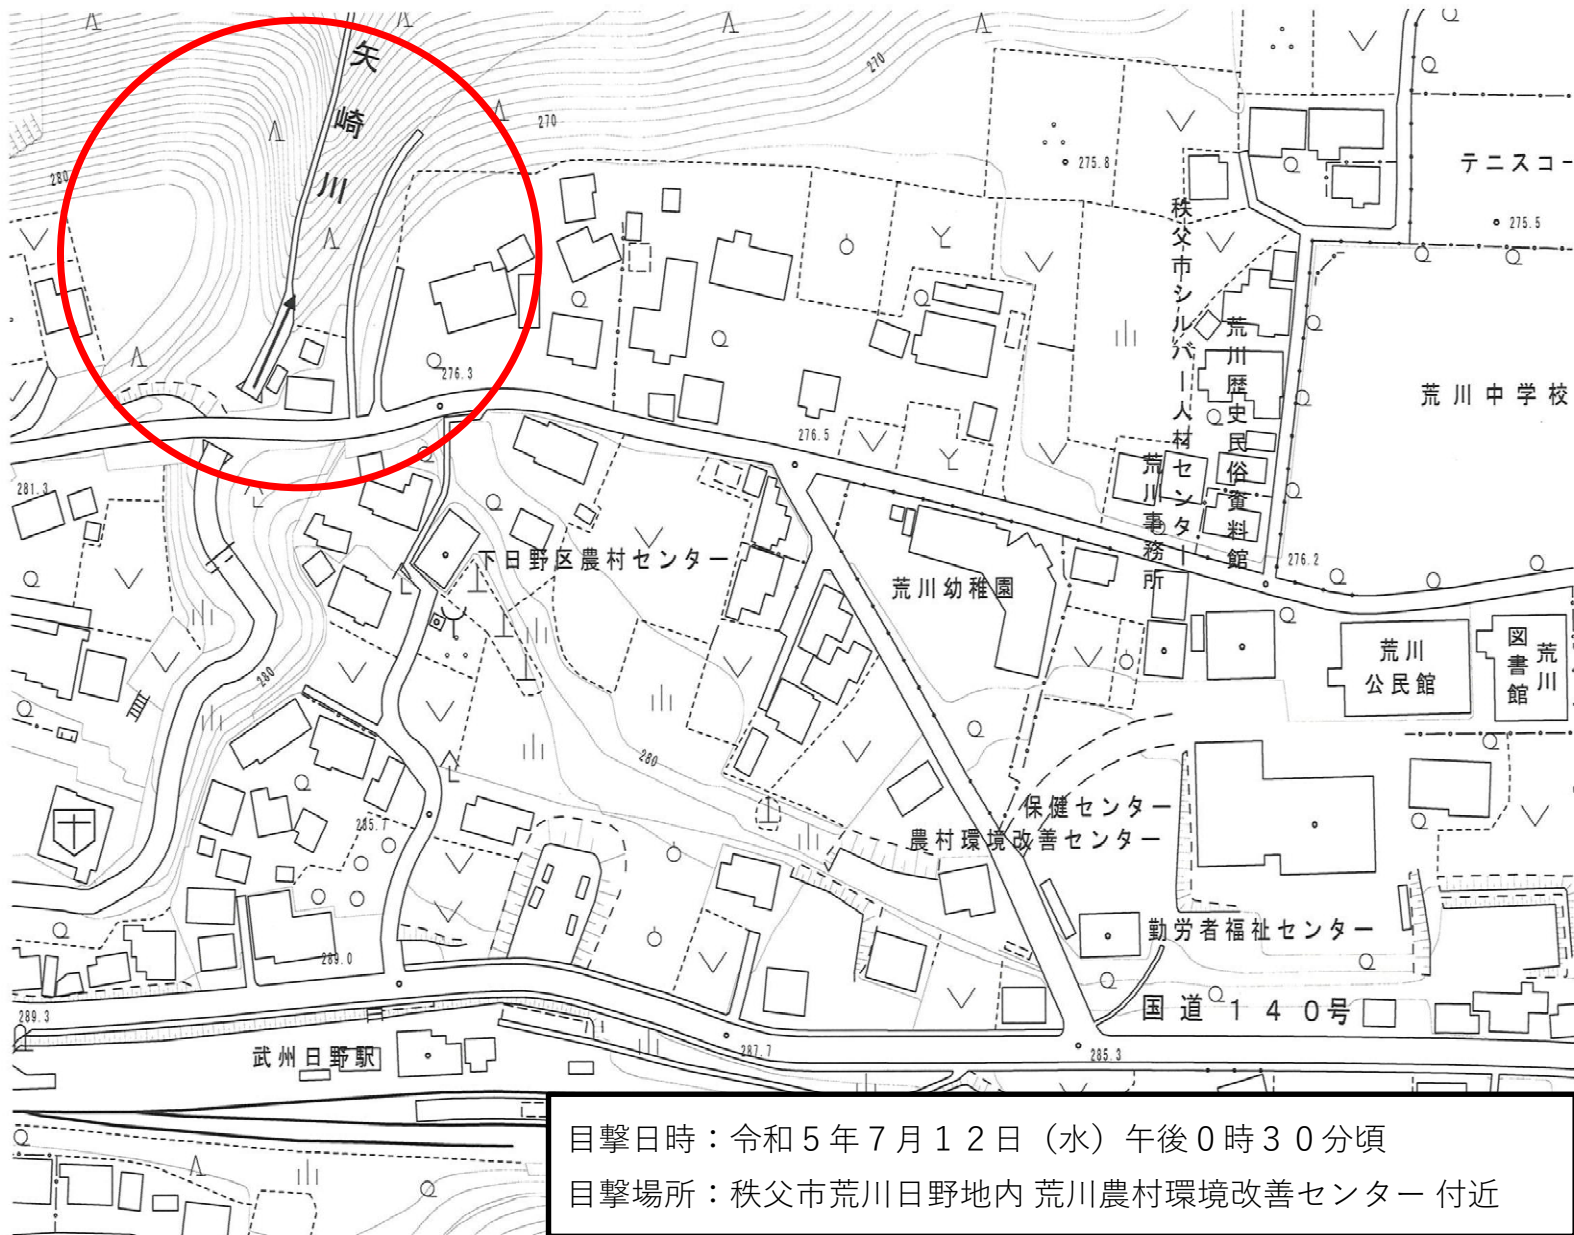 矢崎川
270
270
280
275.8
テニスコー
275.5
秩父市シルバー人材センター
荒川事務所
荒川歴史民俗資料館
荒川中学校
276.3
276.5
276.2
281.3
下日野区農村センター
荒川幼稚園
荒川
公民館
荒川
図書館
280
280
保健センター
農村環境改善センター
285.7
勤労者福祉センター
289.0
国道140号
289.3
武州日野駅
287.7
285.3
目撃日時：令和５年７月１２日（水）午後０時３０分頃
目撃場所：秩父市荒川日野地内 荒川農村環境改善センター 付近